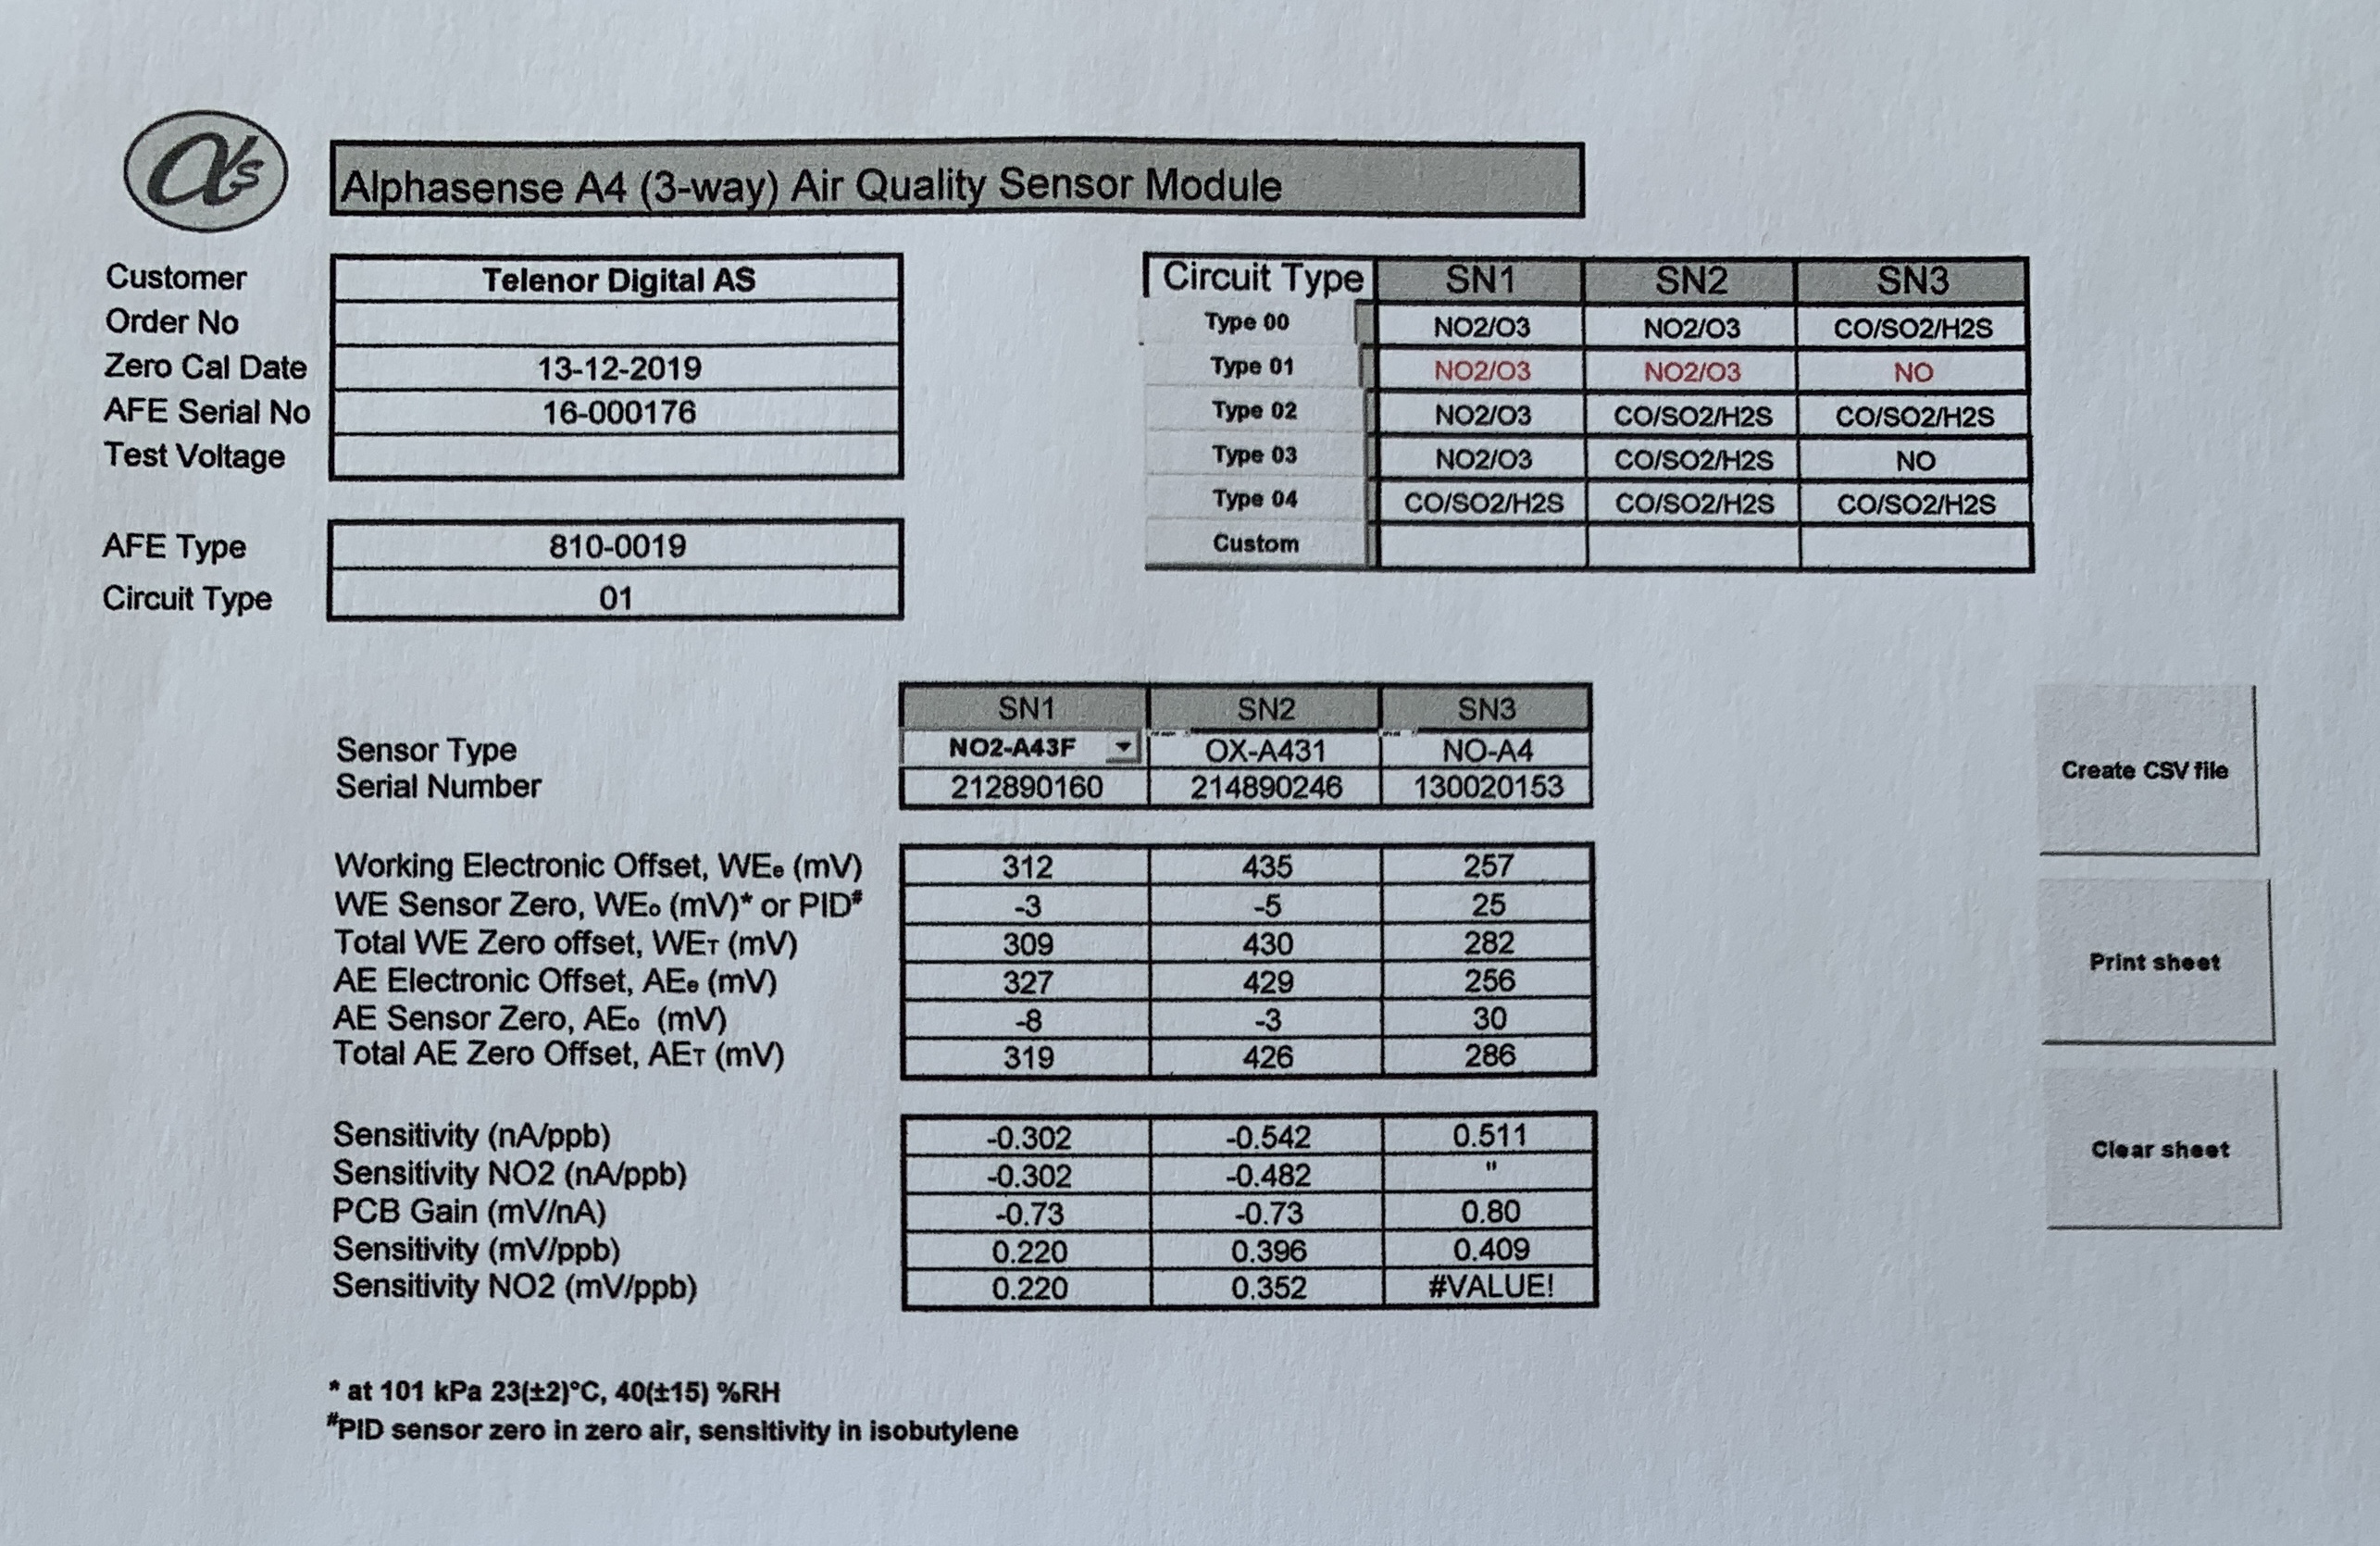 α's
Alphasense A4 (3-way) Air Quality Sensor Module
Customer Telenor Digital AS
Order No
Zero Cal Date 13-12-2019
AFE Serial No 16-000176
Test Voltage
AFE Type 810-0019
Circuit Type 01
Circuit Type SN1 SN2 SN3
Type 00 NO2/O3 NO2/O3 CO/SO2/H2S
Type 01 NO2/O3 NO2/O3 NO
Type 02 NO2/O3 CO/SO2/H2S CO/SO2/H2S
Type 03 NO2/O3 CO/SO2/H2S NO
Type 04 CO/SO2/H2S CO/SO2/H2S CO/SO2/H2S
Custom
SN1 SN2 SN3
Sensor Type NO2-A43F OX-A431 NO-A4
Serial Number 212890160 214890246 130020153
Working Electronic Offset, WEe (mV) 312 435 257
WE Sensor Zero, WEo (mV)* or PID# -3 -5 25
Total WE Zero offset, WET (mV) 309 430 282
AE Electronic Offset, AEe (mV) 327 429 256
AE Sensor Zero, AEo (mV) -8 -3 30
Total AE Zero Offset, AET (mV) 319 426 286
Sensitivity (nA/ppb) -0.302 -0.542 0.511
Sensitivity NO2 (nA/ppb) -0.302 -0.482 "
PCB Gain (mV/nA) -0.73 -0.73 0.80
Sensitivity (mV/ppb) 0.220 0.396 0.409
Sensitivity NO2 (mV/ppb) 0.220 0.352 #VALUE!
Create CSV file
Print sheet
Clear sheet
* at 101 kPa 23(±2)°C, 40(±15) %RH
#PID sensor zero in zero air, sensitivity in isobutylene